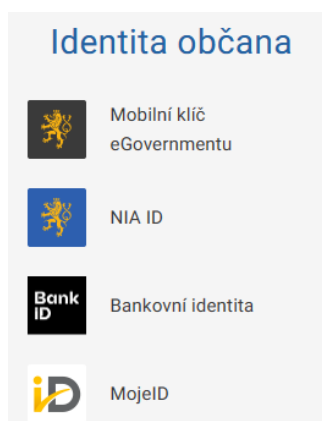 Identita občana
Mobilní klíč
eGovernmentu
NIA ID
Bank
iD
Bankovní identita
iD
MojeID